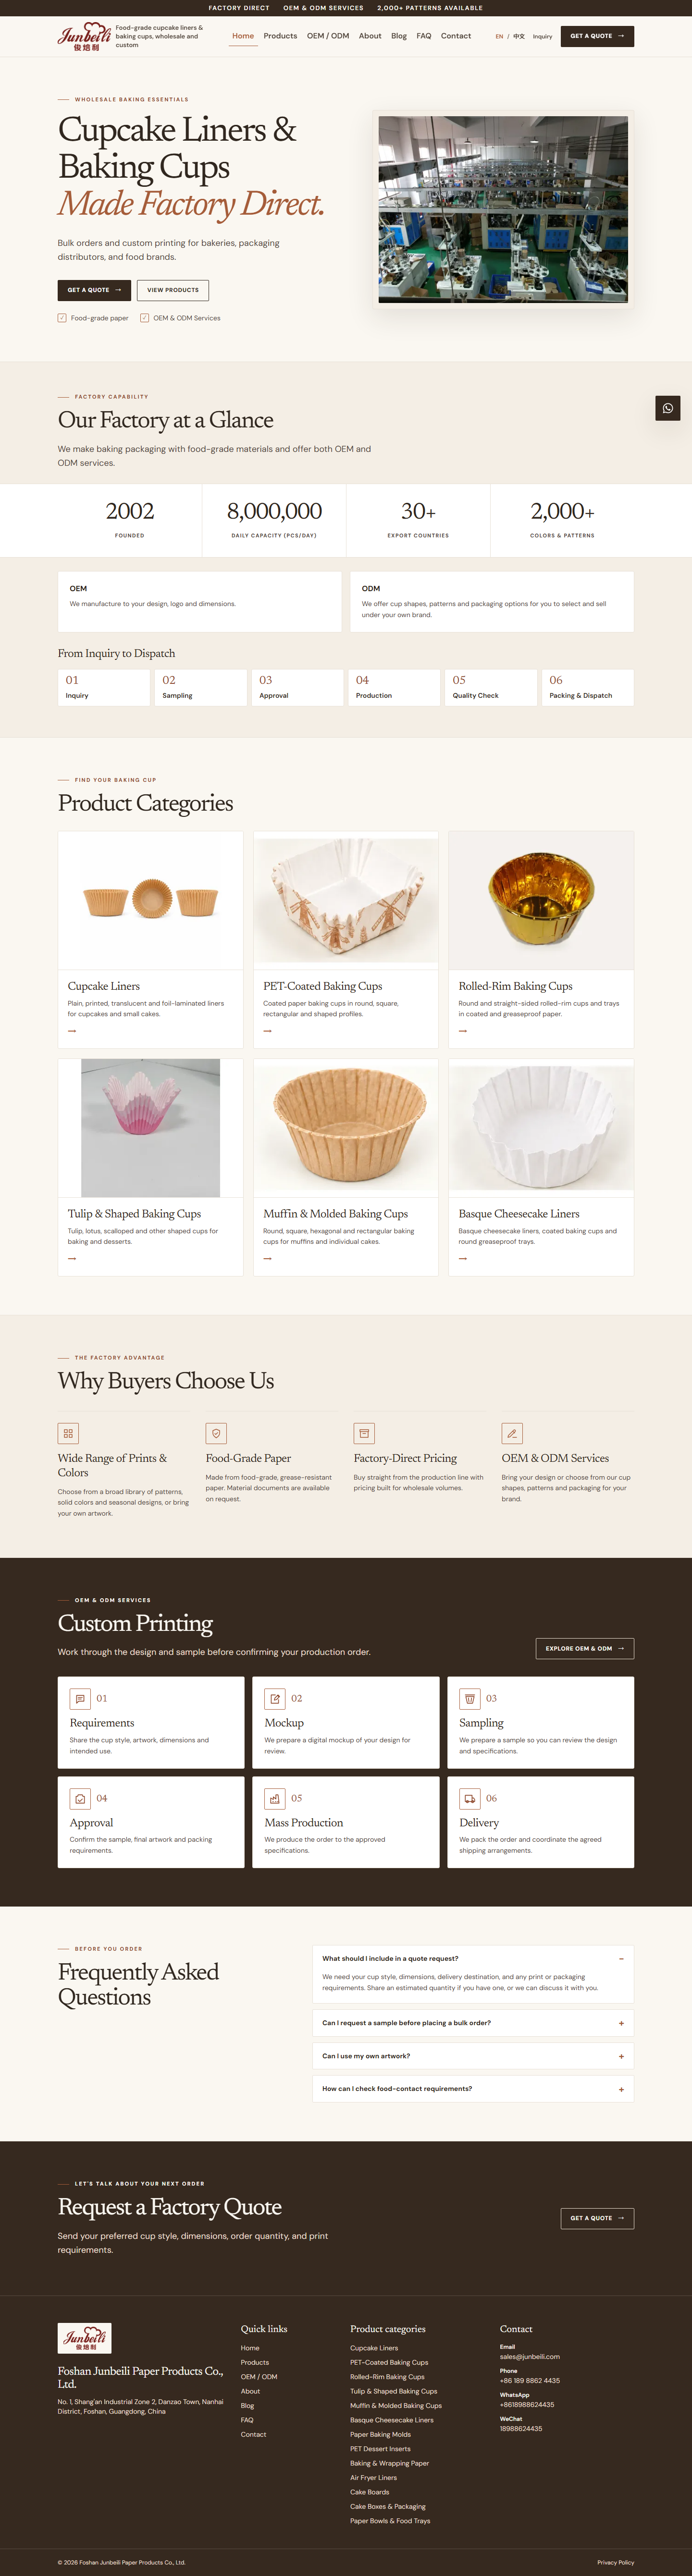 FACTORY DIRECT OEM & ODM SERVICES 2,000+ PATTERNS AVAILABLE
Junbeili
俊焙利
Food-grade cupcake liners &
baking cups, wholesale and
custom
Home Products OEM / ODM About Blog FAQ Contact
EN / 中文 Inquiry GET A QUOTE →
WHOLESALE BAKING ESSENTIALS
Cupcake Liners &
Baking Cups
Made Factory Direct.
Bulk orders and custom printing for bakeries, packaging
distributors, and food brands.
GET A QUOTE → VIEW PRODUCTS
Food-grade paper OEM & ODM Services
FACTORY CAPABILITY
Our Factory at a Glance
We make baking packaging with food-grade materials and offer both OEM and
ODM services.
2002 8,000,000 30+ 2,000+
FOUNDED DAILY CAPACITY (PCS/DAY) EXPORT COUNTRIES COLORS & PATTERNS
OEM
We manufacture to your design, logo and dimensions.
ODM
We offer cup shapes, patterns and packaging options for you to select and sell
under your own brand.
From Inquiry to Dispatch
01 02 03 04 05 06
Inquiry Sampling Approval Production Quality Check Packing & Dispatch
FIND YOUR BAKING CUP
Product Categories
Cupcake Liners
Plain, printed, translucent and foil-laminated liners
for cupcakes and small cakes.
→
PET-Coated Baking Cups
Coated paper baking cups in round, square,
rectangular and shaped profiles.
→
Rolled-Rim Baking Cups
Round and straight-sided rolled-rim cups and trays
in coated and greaseproof paper.
→
Tulip & Shaped Baking Cups
Tulip, lotus, scalloped and other shaped cups for
baking and desserts.
→
Muffin & Molded Baking Cups
Round, square, hexagonal and rectangular baking
cups for muffins and individual cakes.
→
Basque Cheesecake Liners
Basque cheesecake liners, coated baking cups and
round greaseproof trays.
→
THE FACTORY ADVANTAGE
Why Buyers Choose Us
Wide Range of Prints &
Colors
Choose from a broad library of patterns,
solid colors and seasonal designs, or bring
your own artwork.
Food-Grade Paper
Made from food-grade, grease-resistant
paper. Material documents are available
on request.
Factory-Direct Pricing
Buy straight from the production line with
pricing built for wholesale volumes.
OEM & ODM Services
Bring your design or choose from our cup
shapes, patterns and packaging for your
brand.
OEM & ODM SERVICES
Custom Printing
Work through the design and sample before confirming your production order.
EXPLORE OEM & ODM →
01
Requirements
Share the cup style, artwork, dimensions and
intended use.
02
Mockup
We prepare a digital mockup of your design for
review.
03
Sampling
We prepare a sample so you can review the design
and specifications.
04
Approval
Confirm the sample, final artwork and packing
requirements.
05
Mass Production
We produce the order to the approved
specifications.
06
Delivery
We pack the order and coordinate the agreed
shipping arrangements.
BEFORE YOU ORDER
Frequently Asked
Questions
What should I include in a quote request? −
We need your cup style, dimensions, delivery destination, and any print or packaging
requirements. Share an estimated quantity if you have one, or we can discuss it with you.
Can I request a sample before placing a bulk order? +
Can I use my own artwork? +
How can I check food-contact requirements? +
LET'S TALK ABOUT YOUR NEXT ORDER
Request a Factory Quote
Send your preferred cup style, dimensions, order quantity, and print
requirements.
GET A QUOTE →
Junbeili
俊焙利
Foshan Junbeili Paper Products Co.,
Ltd.
No. 1, Shang'an Industrial Zone 2, Danzao Town, Nanhai
District, Foshan, Guangdong, China
Quick links
Home
Products
OEM / ODM
About
Blog
FAQ
Contact
Product categories
Cupcake Liners
PET-Coated Baking Cups
Rolled-Rim Baking Cups
Tulip & Shaped Baking Cups
Muffin & Molded Baking Cups
Basque Cheesecake Liners
Paper Baking Molds
PET Dessert Inserts
Baking & Wrapping Paper
Air Fryer Liners
Cake Boards
Cake Boxes & Packaging
Paper Bowls & Food Trays
Contact
Email
sales@junbeili.com
Phone
+86 189 8862 4435
WhatsApp
+8618988624435
WeChat
18988624435
© 2026 Foshan Junbeili Paper Products Co., Ltd.
Privacy Policy